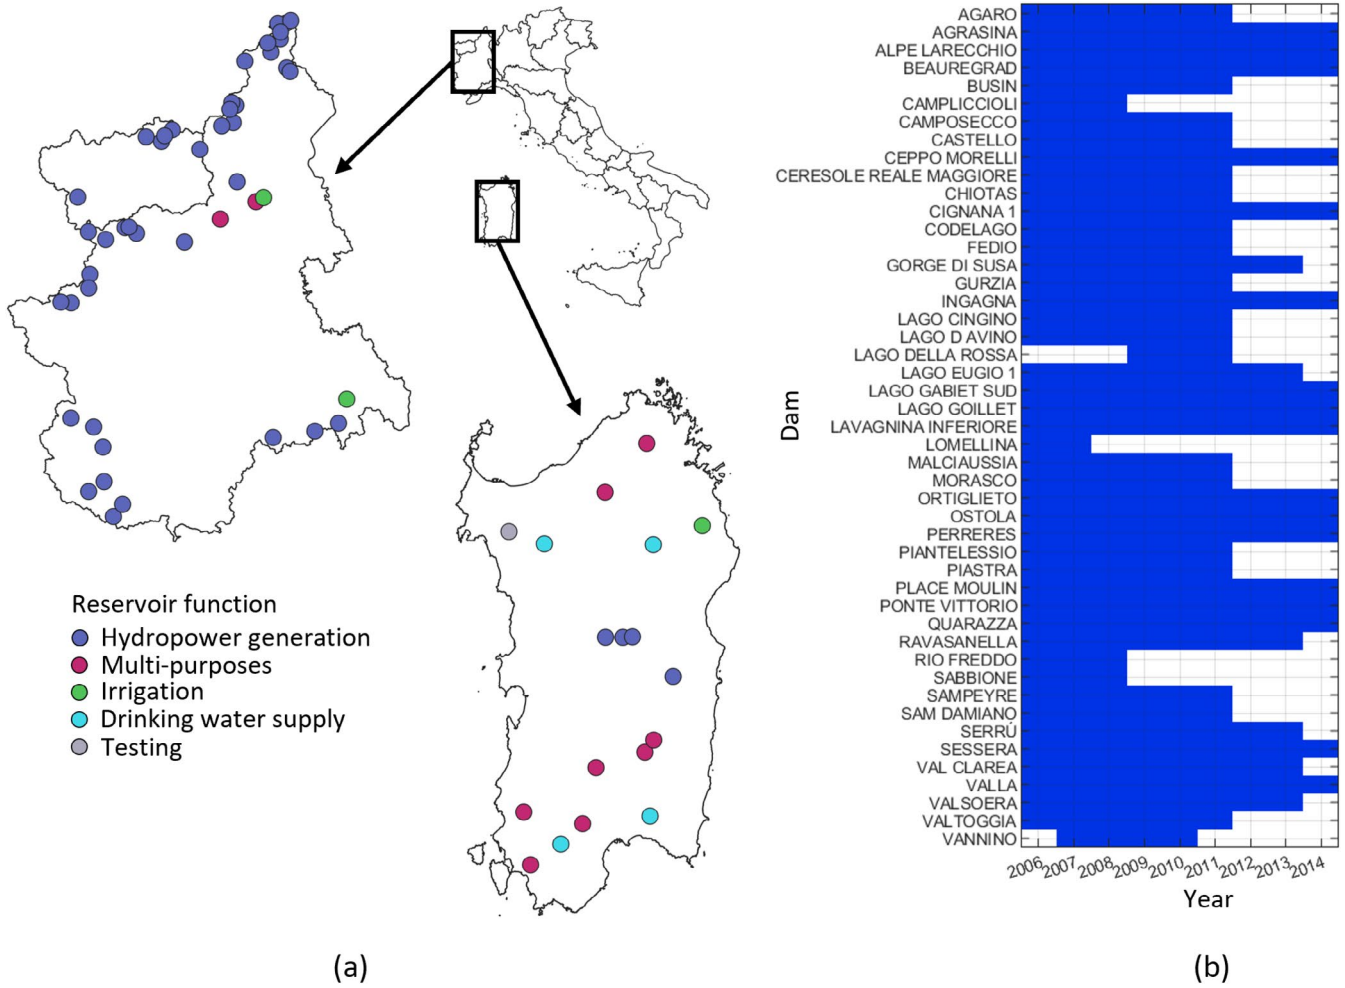 Reservoir function
Hydropower generation
Multi-purposes
Irrigation
Drinking water supply
Testing
(a)
Dam
AGARO
AGRASINA
ALPE LARECCHIO
BEAUREGRAD
BUSIN
CAMPLICCIOLI
CAMPOSECCO
CASTELLO
CEPPO MORELLI
CERESOLE REALE MAGGIORE
CHIOTAS
CIGNANA 1
CODELAGO
FEDIO
GORGE DI SUSA
GURZIA
INGAGNA
LAGO CINGINO
LAGO D AVINO
LAGO DELLA ROSSA
LAGO EUGIO 1
LAGO GABIET SUD
LAGO GOILLET
LAVAGNINA INFERIORE
LOMELLINA
MALCIAUSSIA
MORASCO
ORTIGLIETO
OSTOLA
PERRERES
PIANTELESSIO
PIASTRA
PLACE MOULIN
PONTE VITTORIO
QUARAZZA
RAVASANELLA
RIO FREDDO
SABBIONE
SAMPEYRE
SAM DAMIANO
SERRÚ
SESSERA
VAL CLAREA
VALLA
VALSOERA
VALTOGGIA
VANNINO
2006 2007 2008 2009 2010 2011 2012 2013 2014
Year
(b)